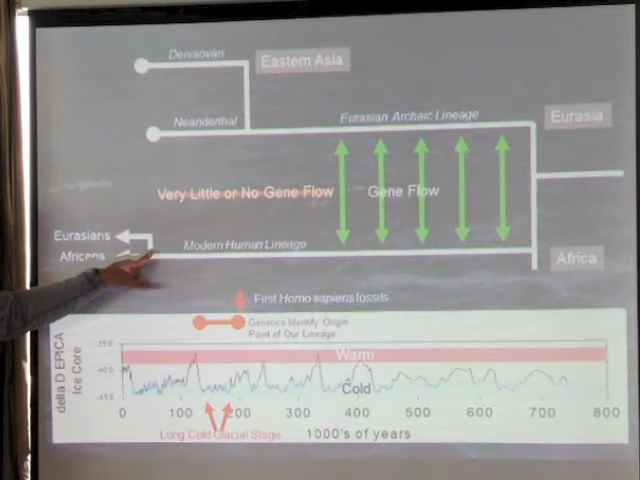 Denisovan
Eastern Asia
Neanderthal
Eurasian Archaic Lineage
Eurasia
Very Little or No Gene Flow
Gene Flow
Eurasians
Africans
Modern Human Lineage
Africa
First Homo sapiens fossils
Genetics Identify Origin
Point of Our Lineage
delta D EPICA
Ice Core
Warm
Cold
0 100 200 300 400 500 600 700 800
Long Cold Glacial Stage
1000's of years